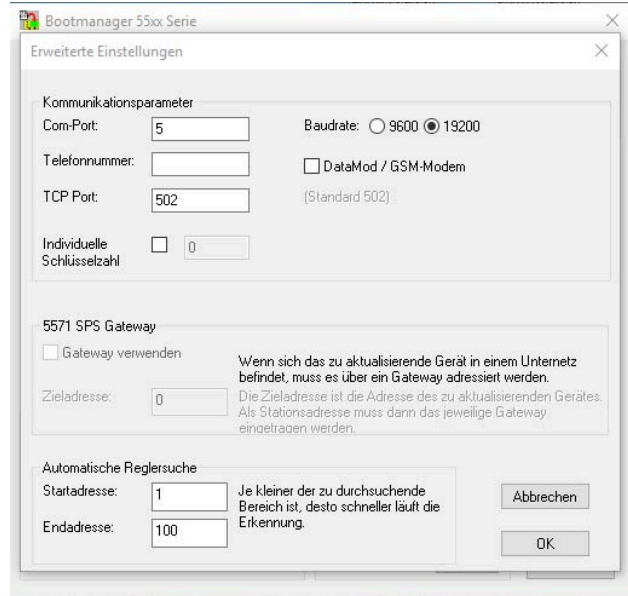 Bootmanager 55xx Serie
Erweiterte Einstellungen
Kommunikationsparameter
Com-Port: 5 Baudrate: 9600 19200
Telefonnummer: DataMod / GSM-Modem
TCP Port: 502 (Standard 502)
Individuelle
Schlüsselzahl 0
5571 SPS Gateway
Gateway verwenden
Wenn sich das zu aktualisierende Gerät in einem Unternetz
befindet, muss es über ein Gateway adressiert werden.
Zieladresse: 0
Die Zieladresse ist die Adresse des zu aktualisierenden Gerätes.
Als Stationsadresse muss dann das jeweilige Gateway
eingetragen werden.
Automatische Reglersuche
Startadresse: 1
Endadresse: 100
Je kleiner der zu durchsuchende
Bereich ist, desto schneller läuft die
Erkennung.
Abbrechen
OK